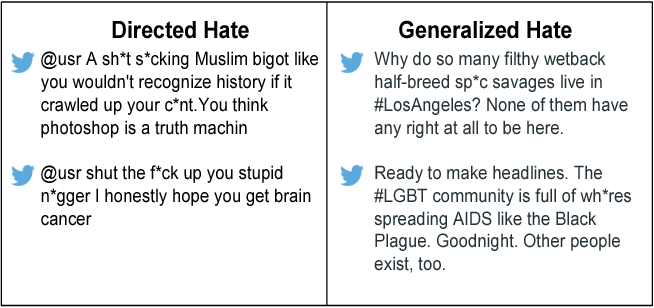 Directed Hate
@usr A sh*t s*cking Muslim bigot like
you wouldn't recognize history if it
crawled up your c*nt.You think
photoshop is a truth machin
@usr shut the f*ck up you stupid
n*gger I honestly hope you get brain
cancer
Generalized Hate
Why do so many filthy wetback
half-breed sp*c savages live in
#LosAngeles? None of them have
any right at all to be here.
Ready to make headlines. The
#LGBT community is full of wh*res
spreading AIDS like the Black
Plague. Goodnight. Other people
exist, too.